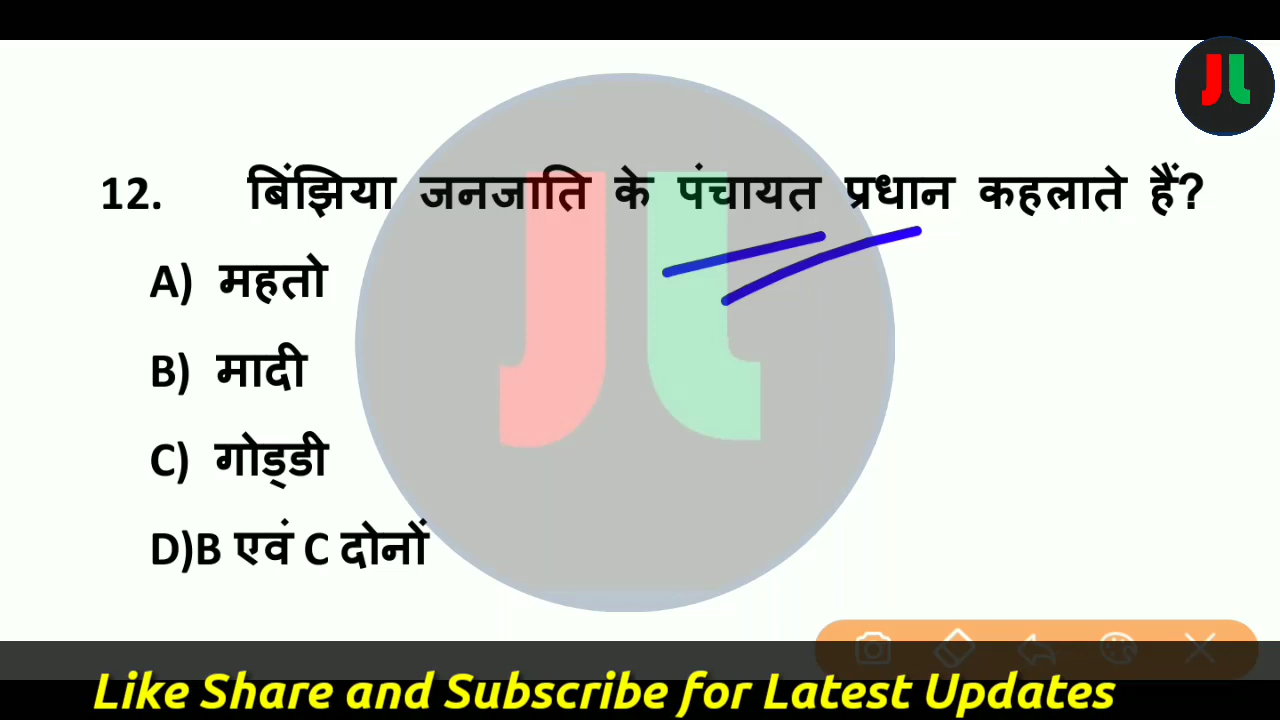 12. बिंझिया जनजाति के पंचायत प्रधान कहलाते हैं?
A) महतो
B) मादी
C) गोड्डी
D)B एवं C दोनों
Like Share and Subscribe for Latest Updates